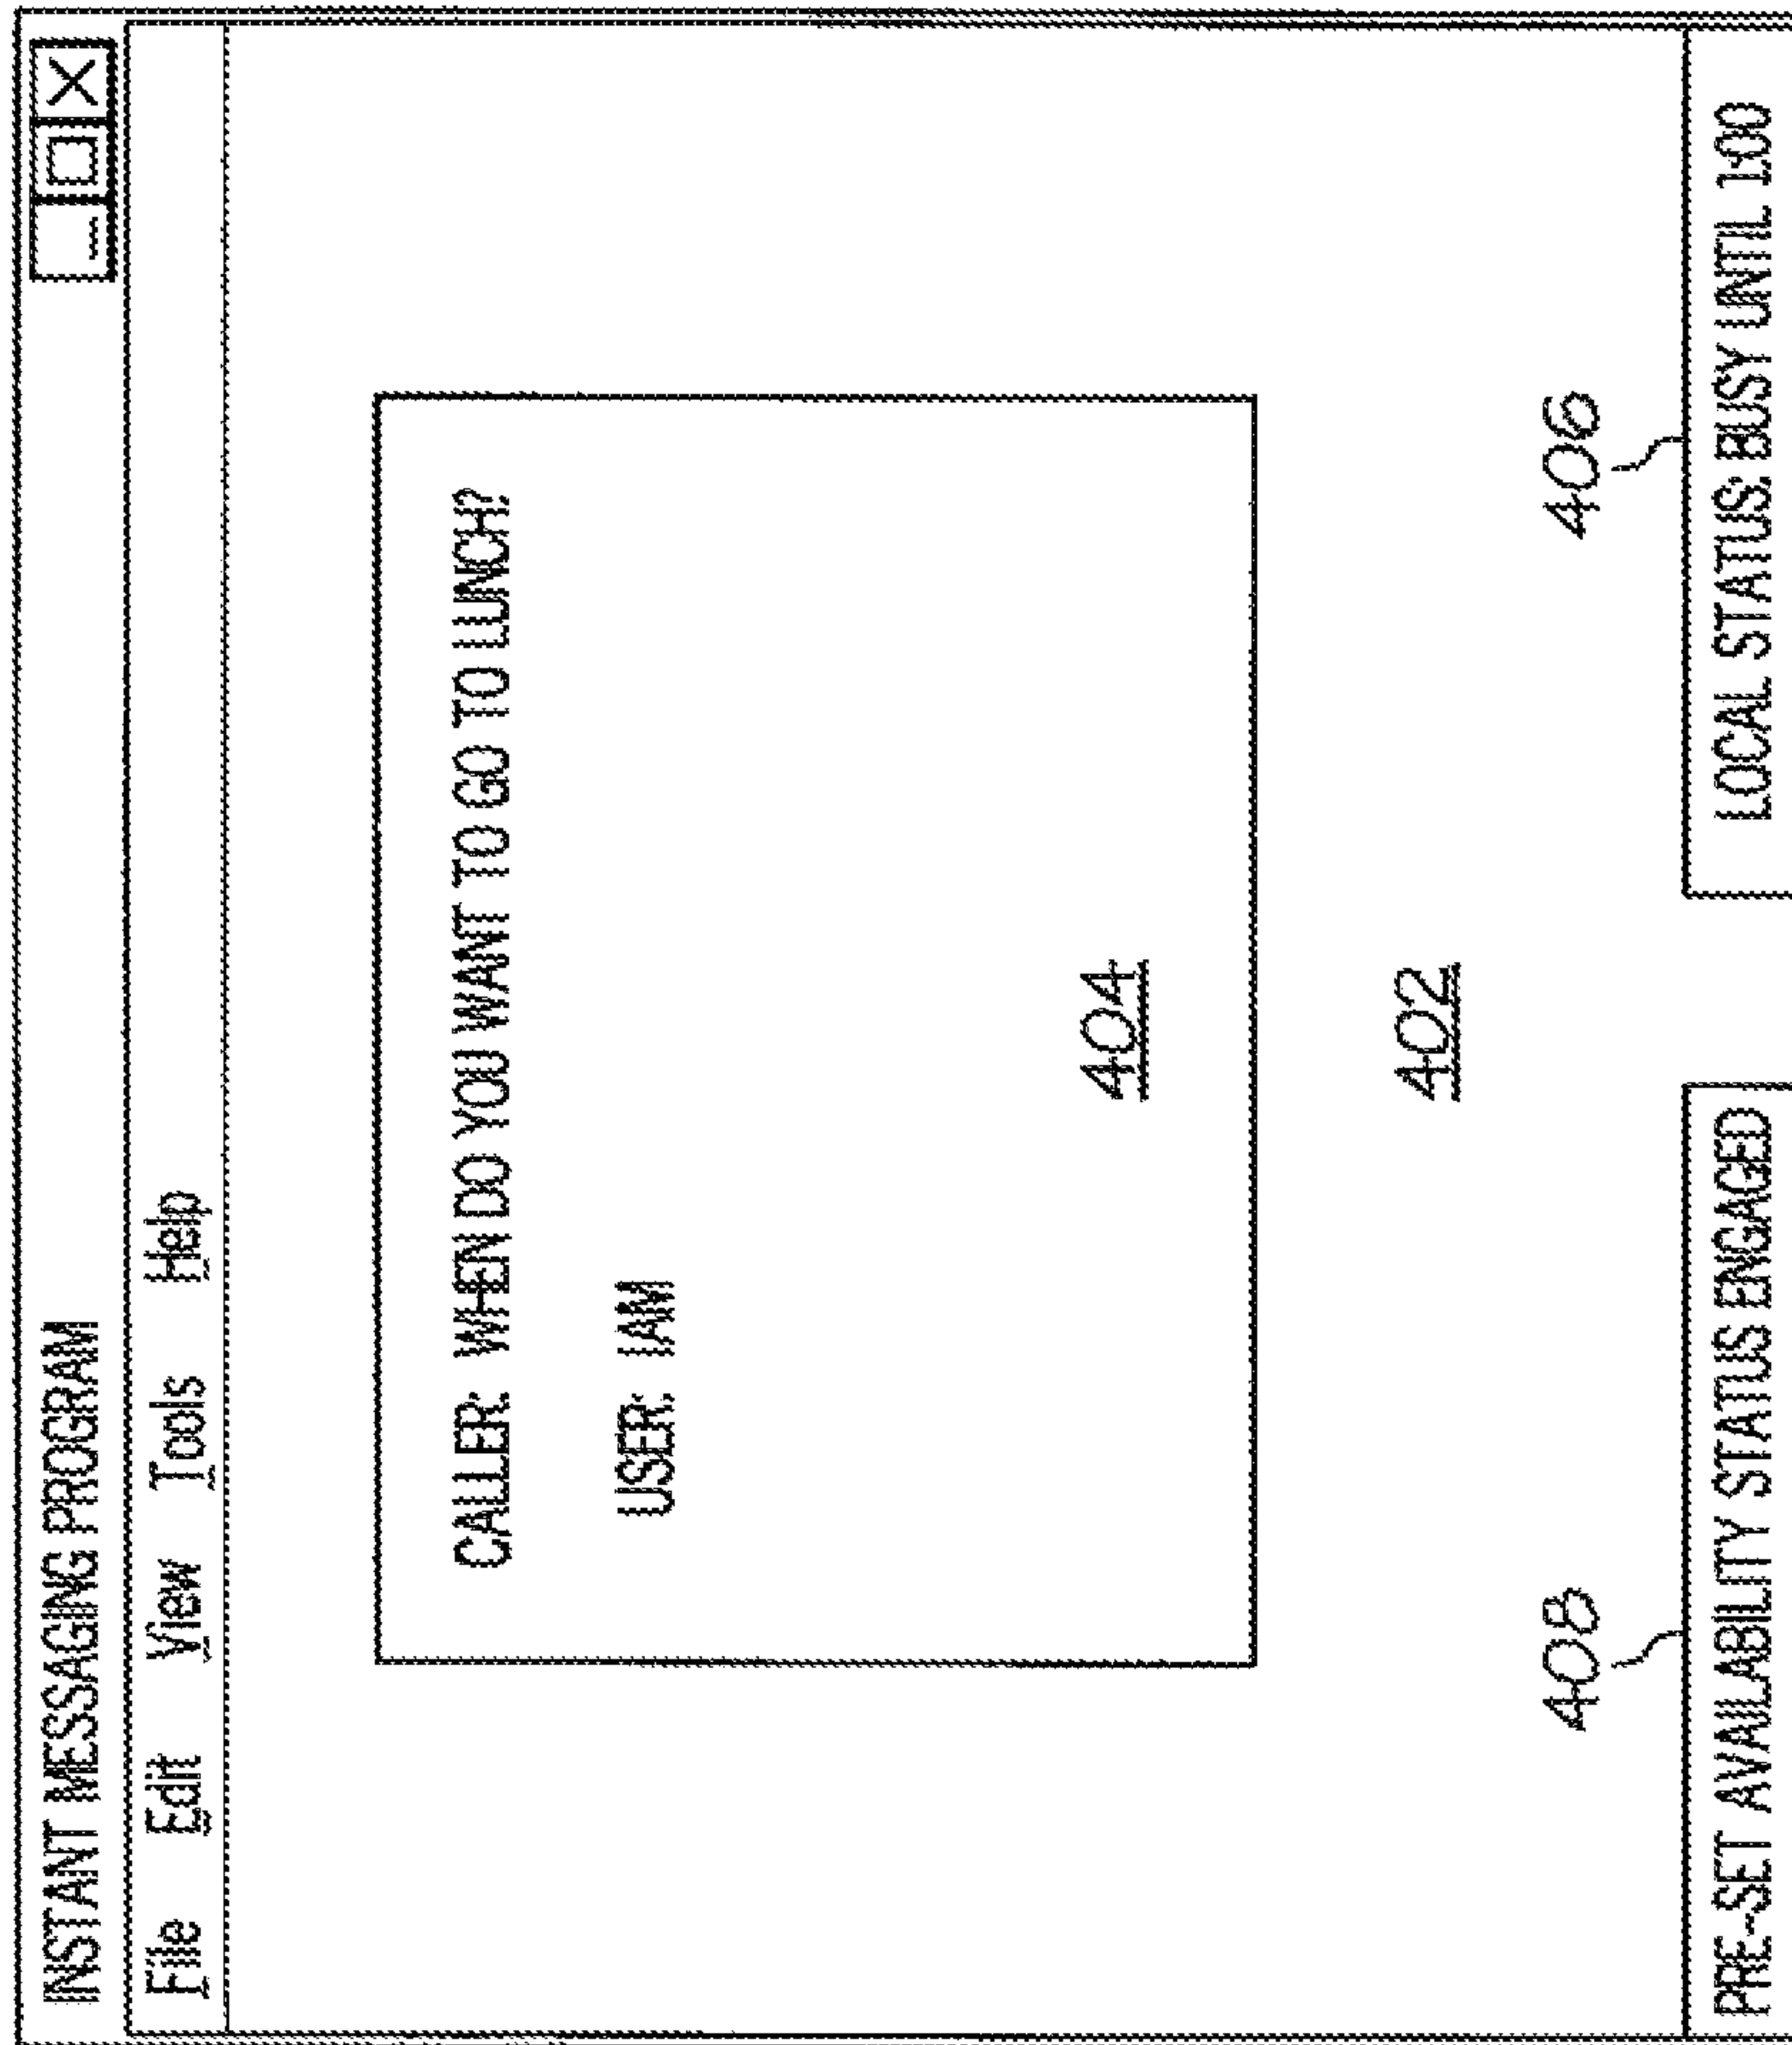 INSTANT MESSAGING PROGRAM
File Edit View Tools Help
CALLER: WHEN DO YOU WANT TO GO TO LUNCH?
USER: I AM
404
402
408
406
PRE-SET AVAILABILITY STATUS ENGAGED
LOCAL STATUS: BUSY UNTIL 1:00